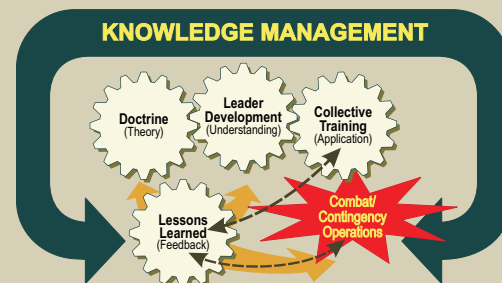 KNOWLEDGE MANAGEMENT
Doctrine
(Theory)
Leader
Development
(Understanding)
Collective
Training
(Application)
Lessons
Learned
(Feedback)
Combat/
Contingency
Operations